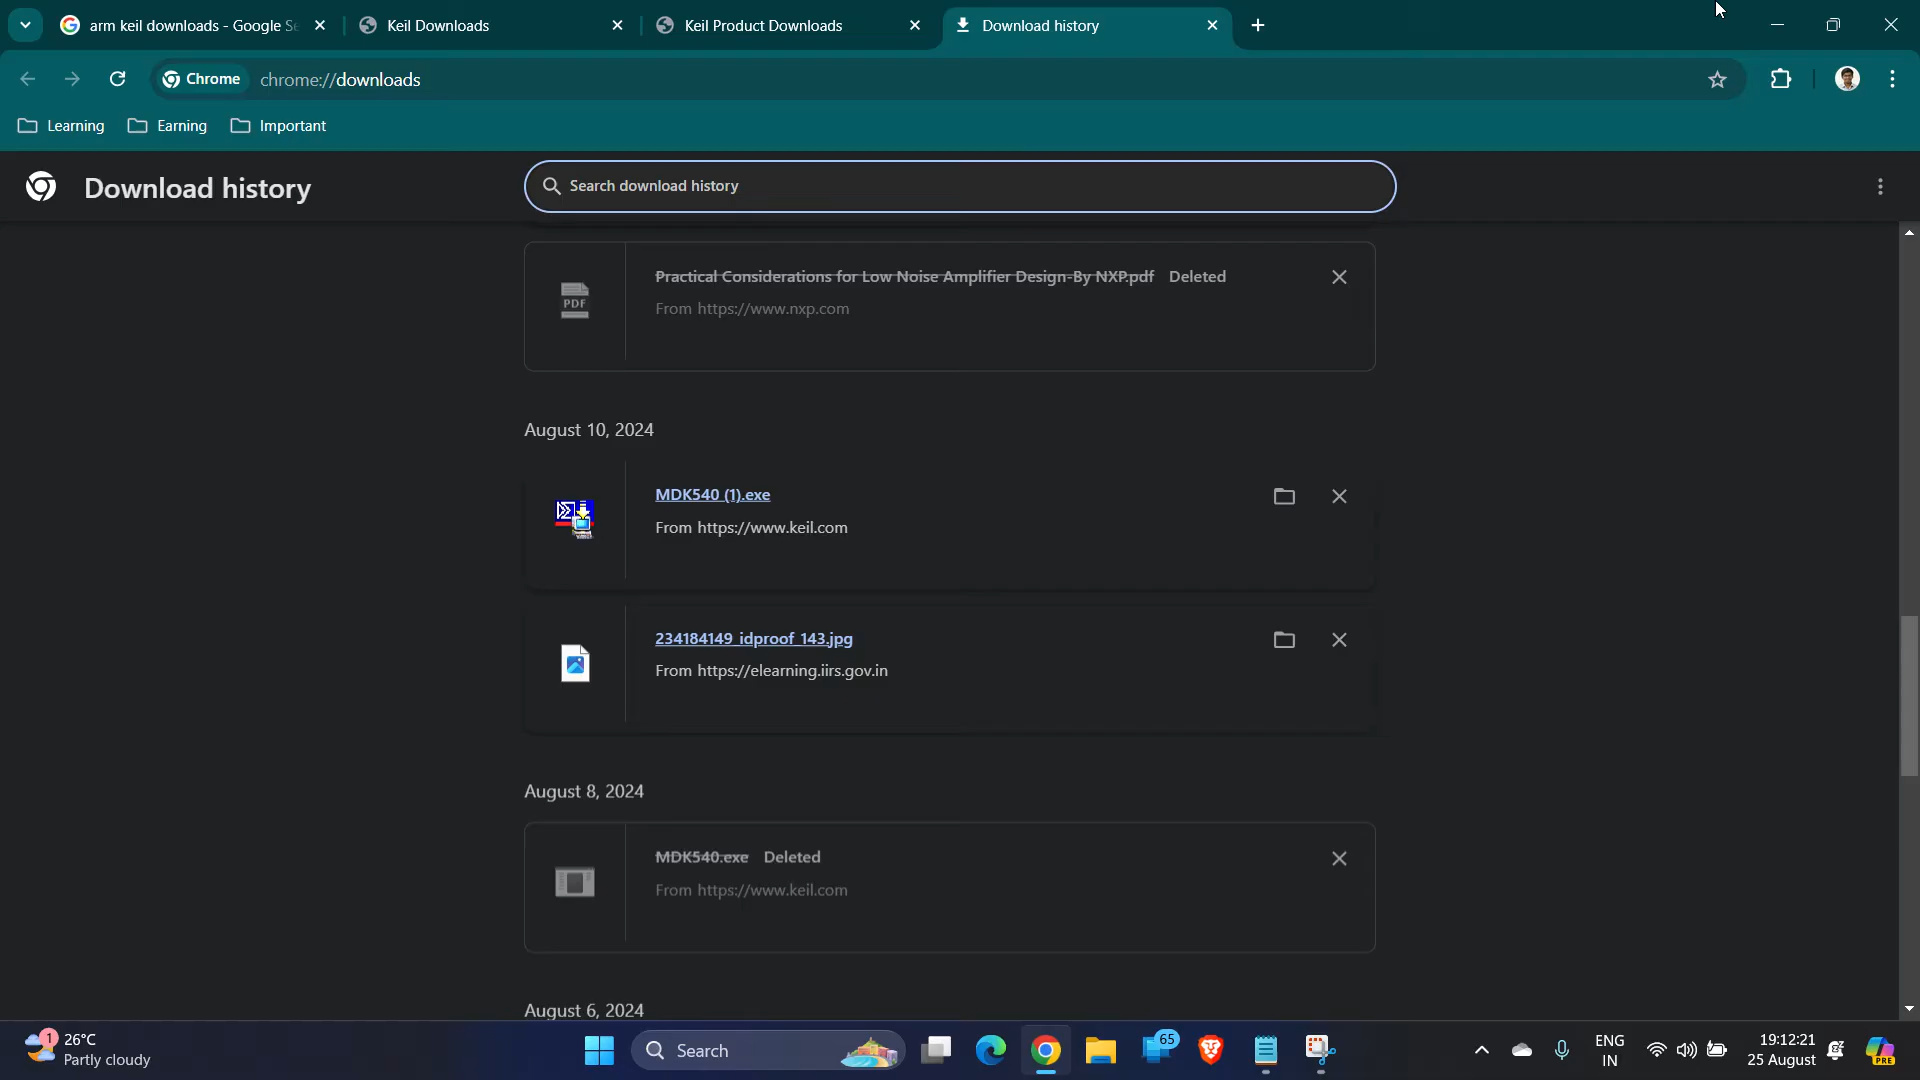 arm keil downloads - Google Se
Keil Downloads
Keil Product Downloads
Download history
Chrome
chrome://downloads
Learning
Earning
Important
Download history
Search download history
PDF
Practical Considerations for Low Noise Amplifier Design-By NXP.pdf Deleted
From https://www.nxp.com
August 10, 2024
MDK540 (1).exe
From https://www.keil.com
234184149_idproof_143.jpg
From https://elearning.iirs.gov.in
August 8, 2024
MDK540.exe Deleted
From https://www.keil.com
August 6, 2024
1
26°C
Partly cloudy
Search
65
ENG
IN
19:12:21
25 August
PRE